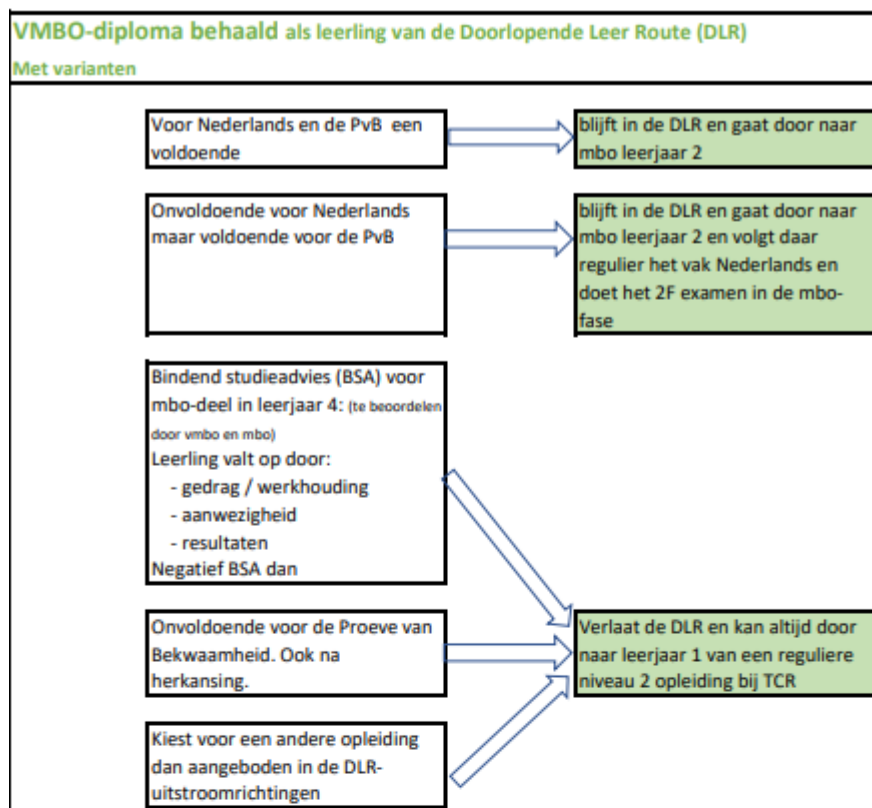 VMBO-diploma behaald als leerling van de Doorlopende Leer Route (DLR)
Met varianten
Voor Nederlands en de PvB een
voldoende
blijft in de DLR en gaat door naar
mbo leerjaar 2
Onvoldoende voor Nederlands
maar voldoende voor de PvB
blijft in de DLR en gaat door naar
mbo leerjaar 2 en volgt daar
regulier het vak Nederlands en
doet het 2F examen in de mbo-
fase
Bindend studieadvies (BSA) voor
mbo-deel in leerjaar 4: (te beoordelen
door vmbo en mbo)
Leerling valt op door:
- gedrag / werkhouding
- aanwezigheid
- resultaten
Negatief BSA dan
Onvoldoende voor de Proeve van
Bekwaamheid. Ook na
herkansing.
Verlaat de DLR en kan altijd door
naar leerjaar 1 van een reguliere
niveau 2 opleiding bij TCR
Kiest voor een andere opleiding
dan aangeboden in de DLR-
uitstroomrichtingen